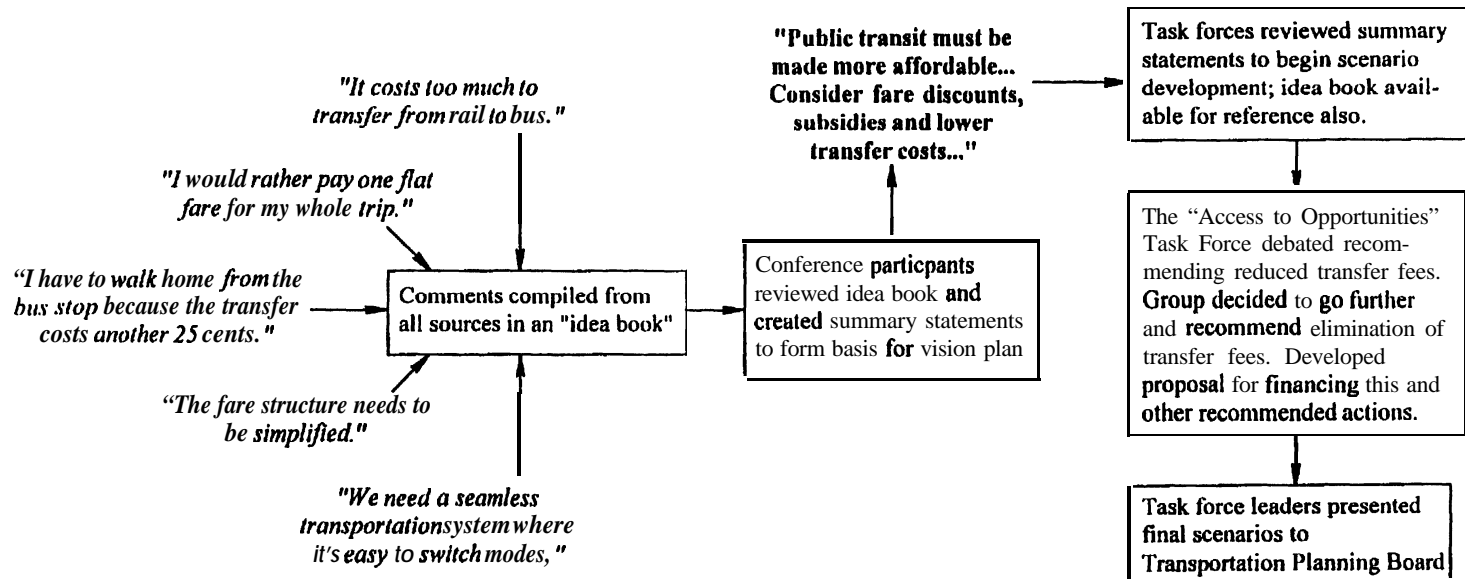 "It costs too much to
transfer from rail to bus."
"I would rather pay one flat
fare for my whole trip."
"I have to walk home from the
bus stop because the transfer
costs another 25 cents."
“The fare structure needs to
be simplified."
"We need a seamless
transportation system where
it's easy to switch modes, "
Comments compiled from
all sources in an "idea book"
Conference particpants
reviewed idea book and
created summary statements
to form basis for vision plan
"Public transit must be
made more affordable...
Consider fare discounts,
subsidies and lower
transfer costs..."
Task forces reviewed summary
statements to begin scenario
development; idea book avail-
able for reference also.
The “Access to Opportunities”
Task Force debated recom-
mending reduced transfer fees.
Group decided to go further
and recommend elimination of
transfer fees. Developed
proposal for financing this and
other recommended actions.
Task force leaders presented
final scenarios to
Transportation Planning Board